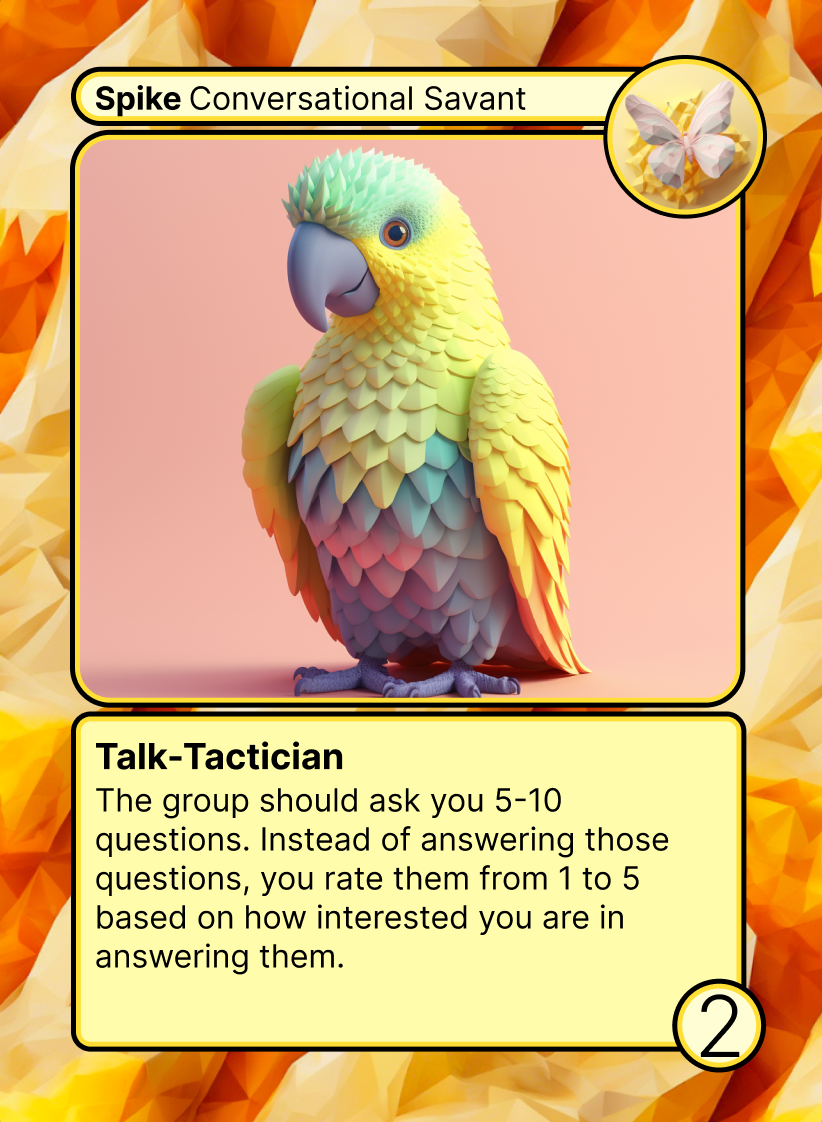 Spike Conversational Savant
Talk-Tactician
The group should ask you 5-10
questions. Instead of answering those
questions, you rate them from 1 to 5
based on how interested you are in
answering them.
2